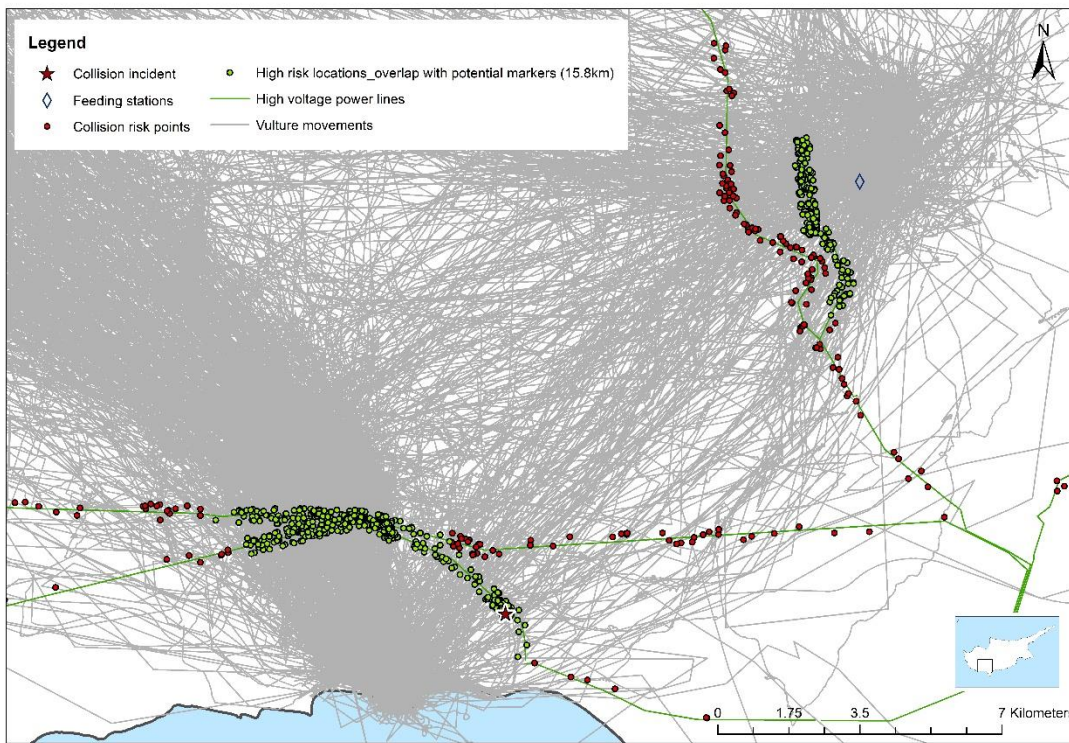 Legend
Collision incident
Feeding stations
Collision risk points
High risk locations_overlap with potential markers (15.8km)
High voltage power lines
Vulture movements
N
0 1.75 3.5 7 Kilometer